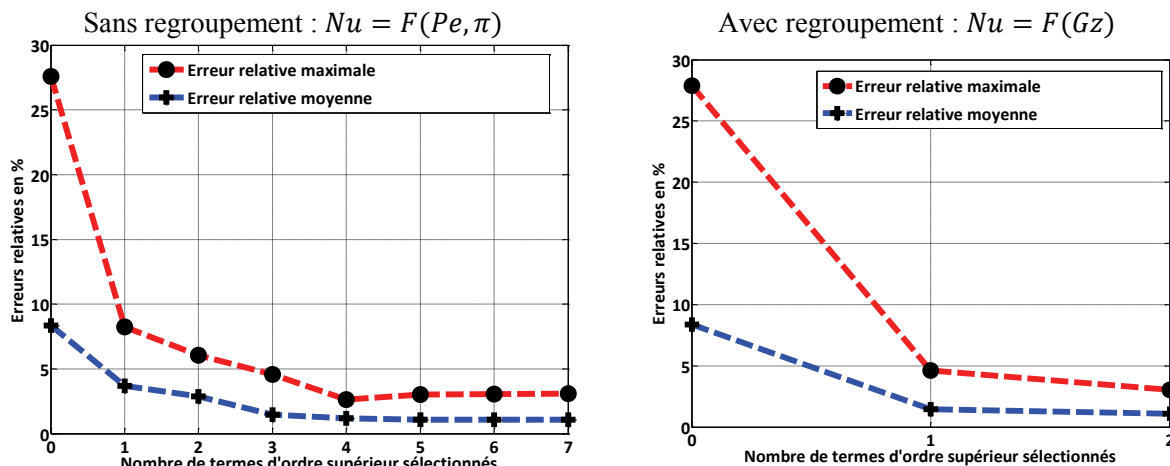 Sans regroupement : Nu = F(Pe, π)
30
25
20
15
10
5
0
Erreurs relatives en %
Erreur relative maximale
Erreur relative moyenne
0 1 2 3 4 5 6 7
Nombre de termes d'ordre supérieur sélectionnés
Avec regroupement : Nu = F(Gz)
30
25
20
15
10
5
0
Erreurs relatives en %
Erreur relative maximale
Erreur relative moyenne
0 1 2
Nombre de termes d'ordre supérieur sélectionnés